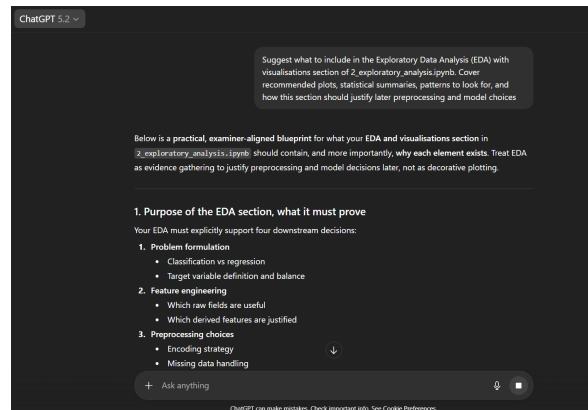 ChatGPT 5.2
Suggest what to include in the Exploratory Data Analysis (EDA) with
visualisations section of 2_exploratory_analysis.ipynb. Cover
recommended plots, statistical summaries, patterns to look for, and
how this section should justify later preprocessing and model choices
Below is a practical, examiner-aligned blueprint for what your EDA and visualisations section in
2_exploratory_analysis.ipynb should contain, and more importantly, why each element exists. Treat EDA
as evidence gathering to justify preprocessing and model decisions later, not as decorative plotting.
1. Purpose of the EDA section, what it must prove
Your EDA must explicitly support four downstream decisions:
1. Problem formulation
• Classification vs regression
• Target variable definition and balance
2. Feature engineering
• Which raw fields are useful
• Which derived features are justified
3. Preprocessing choices
• Encoding strategy
• Missing data handling
Ask anything
ChatGPT can make mistakes. Check important info. See Cookie Preferences.